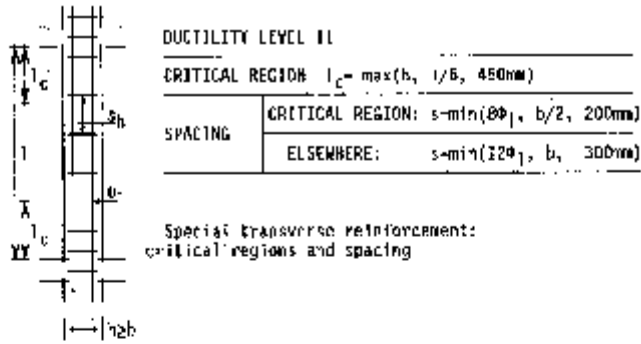 DUCTILITY LEVEL II
CRITICAL REGION l_c= max(h, l/6, 450mm)
SPACING
CRITICAL REGION: s=min(8Φ_l, b/2, 200mm)
ELSEWHERE: s=min(12Φ_l, b, 300mm)
l_c
s_h
l
l_c
Special transverse reinforcement:
critical regions and spacing
h≥b